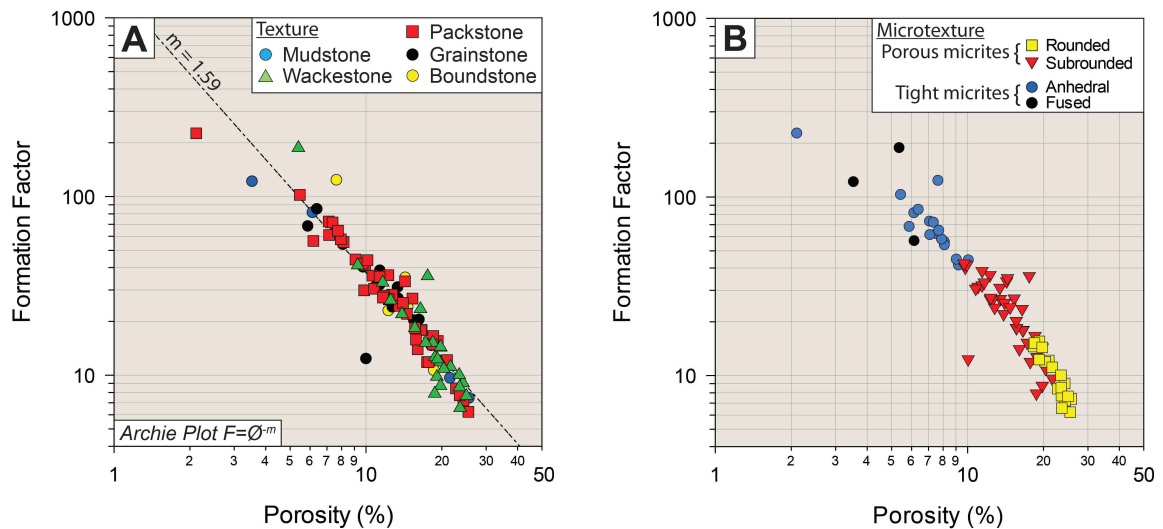 A
Texture
Mudstone
Wackestone
Packstone
Grainstone
Boundstone
m = 1.59
1000
100
10
Formation Factor
Archie Plot F=Ø-m
1 2 3 4 5 6 7 8 9 10 20 30 40 50
Porosity (%)
B
Microtexture
Porous micrites { Rounded
Subrounded
Tight micrites { Anhedral
Fused
1000
100
10
Formation Factor
1 2 3 4 5 6 7 8 9 10 20 30 40 50
Porosity (%)